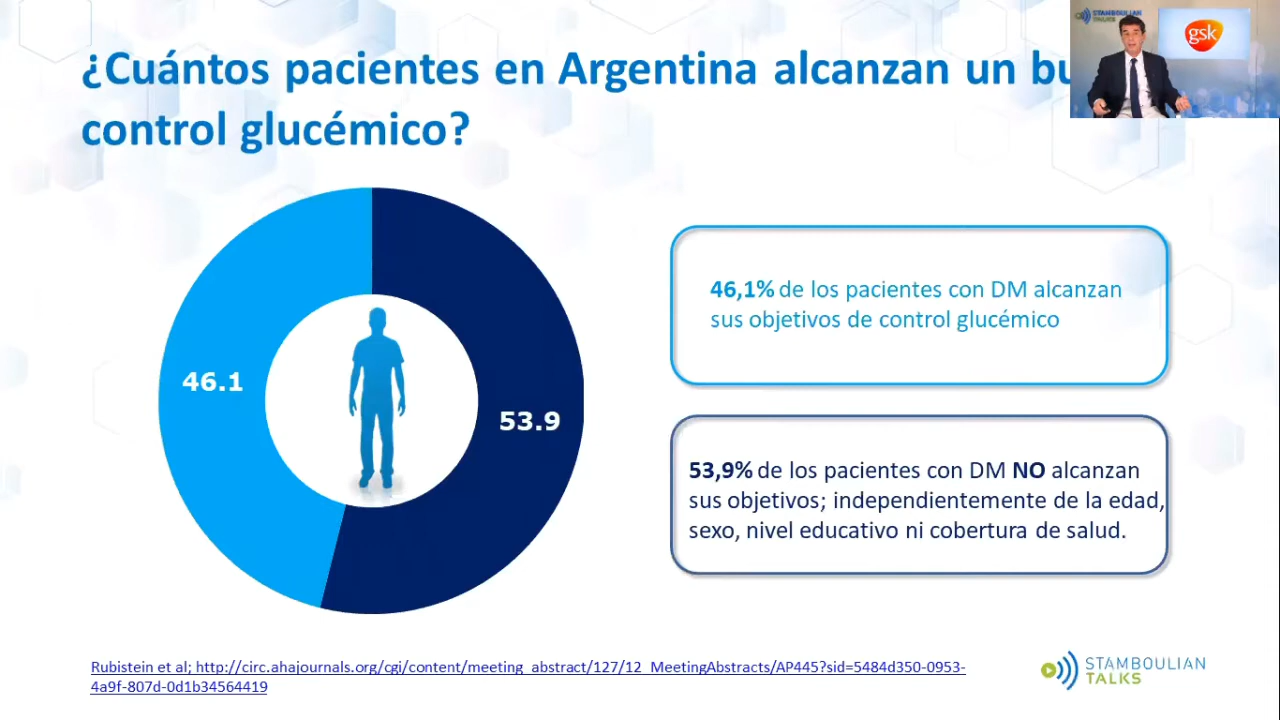 ¿Cuántos pacientes en Argentina alcanzan un bu
control glucémico?
STAMBOULIAN
TALKS
gsk
46.1
53.9
46,1% de los pacientes con DM alcanzan
sus objetivos de control glucémico
53,9% de los pacientes con DM NO alcanzan
sus objetivos; independientemente de la edad,
sexo, nivel educativo ni cobertura de salud.
Rubistein et al; http://circ.ahajournals.org/cgi/content/meeting_abstract/127/12_MeetingAbstracts/AP445?sid=5484d350-0953-
4a9f-807d-0d1b34564419
STAMBOULIAN
TALKS